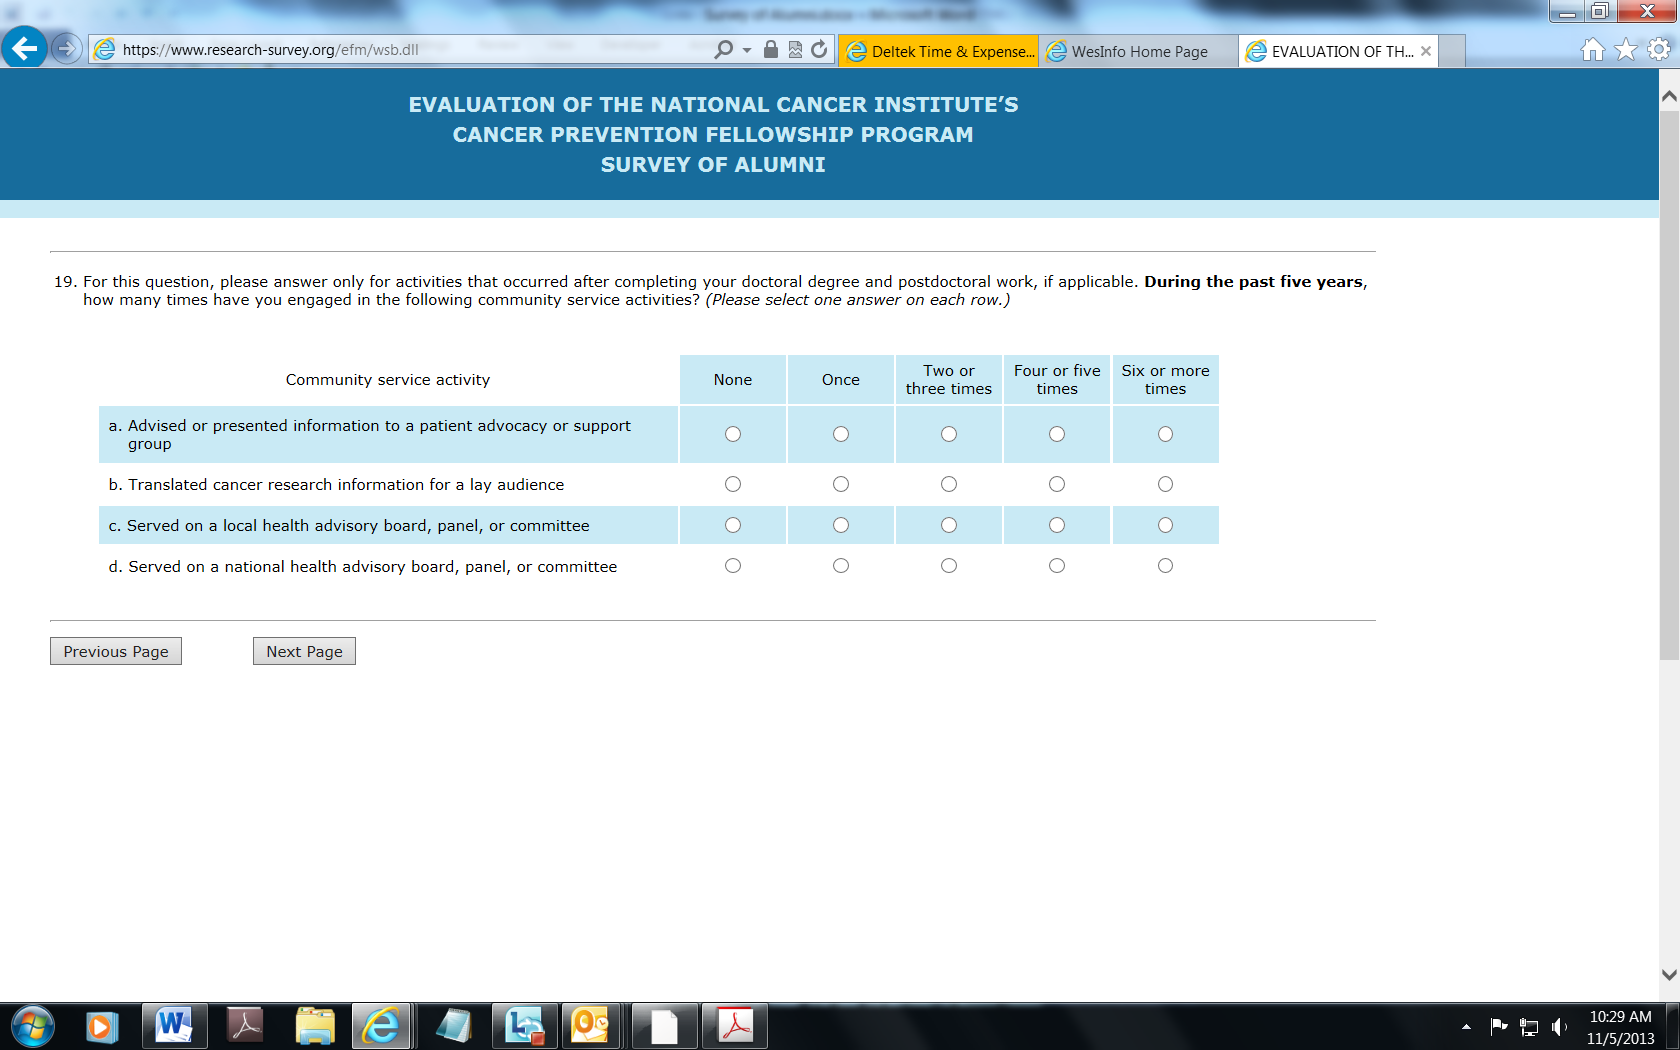 Survey of Alumni.docx - Microsoft Word
https://www.research-survey.org/efm/wsb.dll
Deltek Time & Expense...
WesInfo Home Page
EVALUATION OF TH...
EVALUATION OF THE NATIONAL CANCER INSTITUTE’S
CANCER PREVENTION FELLOWSHIP PROGRAM
SURVEY OF ALUMNI
19. For this question, please answer only for activities that occurred after completing your doctoral degree and postdoctoral work, if applicable. During the past five years,
how many times have you engaged in the following community service activities? (Please select one answer on each row.)
Community service activity
None
Once
Two or
three times
Four or five
times
Six or more
times
a. Advised or presented information to a patient advocacy or support
group
b. Translated cancer research information for a lay audience
c. Served on a local health advisory board, panel, or committee
d. Served on a national health advisory board, panel, or committee
Previous Page
Next Page
10:29 AM
11/5/2013